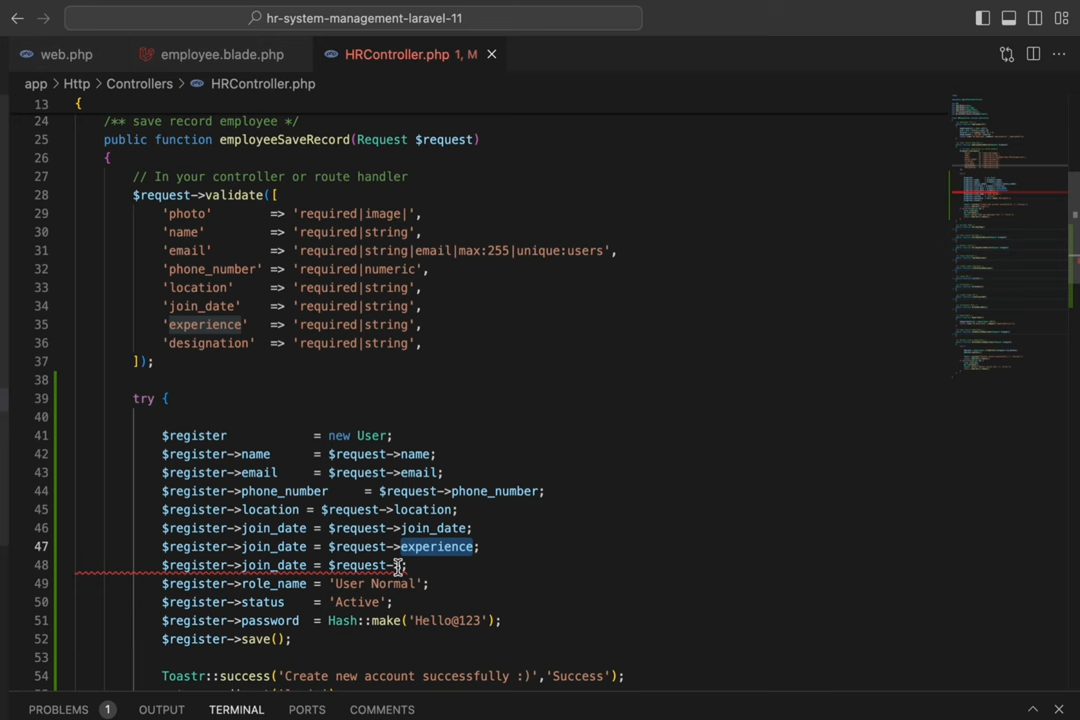 hr-system-management-laravel-11
web.php
employee.blade.php
HRController.php 1, M
app > Http > Controllers > HRController.php
13 {
24 /** save record employee */
25 public function employeeSaveRecord(Request $request)
26 {
27 // In your controller or route handler
28 $request->validate([
29 'photo' => 'required|image|',
30 'name' => 'required|string',
31 'email' => 'required|string|email|max:255|unique:users',
32 'phone_number' => 'required|numeric',
33 'location' => 'required|string',
34 'join_date' => 'required|string',
35 'experience' => 'required|string',
36 'designation' => 'required|string',
37 ]);
38
39 try {
40
41 $register = new User;
42 $register->name = $request->name;
43 $register->email = $request->email;
44 $register->phone_number = $request->phone_number;
45 $register->location = $request->location;
46 $register->join_date = $request->join_date;
47 $register->join_date = $request->experience;
48 $register->join_date = $request->;
49 $register->role_name = 'User Normal';
50 $register->status = 'Active';
51 $register->password = Hash::make('Hello@123');
52 $register->save();
53
54 Toastr::success('Create new account successfully :)','Success');
PROBLEMS 1 OUTPUT TERMINAL PORTS COMMENTS